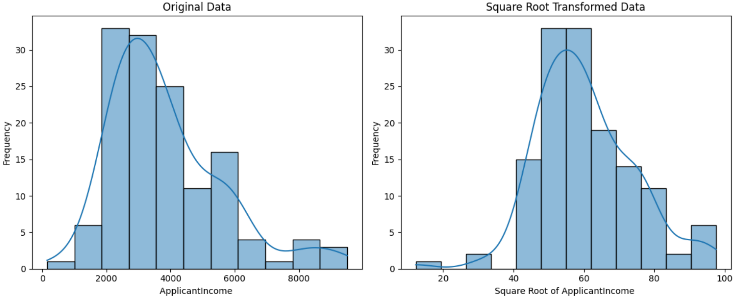 Original Data
Frequency
30
25
20
15
10
5
0
0 2000 4000 6000 8000
ApplicantIncome
Square Root Transformed Data
Frequency
30
25
20
15
10
5
0
20 40 60 80 100
Square Root of ApplicantIncome